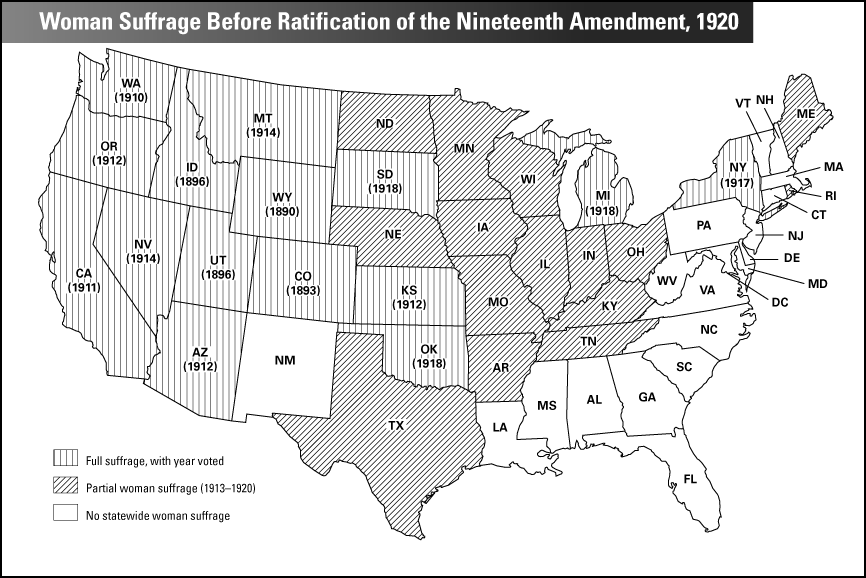 Woman Suffrage Before Ratification of the Nineteenth Amendment, 1920
WA
(1910)
OR
(1912)
ID
(1896)
MT
(1914)
WY
(1890)
NV
(1914)
CA
(1911)
UT
(1896)
CO
(1893)
AZ
(1912)
NM
ND
SD
(1918)
NE
KS
(1912)
OK
(1918)
TX
MN
IA
MO
AR
LA
WI
IL
MI
(1918)
IN
OH
KY
TN
MS
AL
GA
FL
SC
NC
VA
WV
PA
NY
(1917)
VT
NH
ME
MA
RI
CT
NJ
DE
MD
DC
Full suffrage, with year voted
Partial woman suffrage (1913–1920)
No statewide woman suffrage